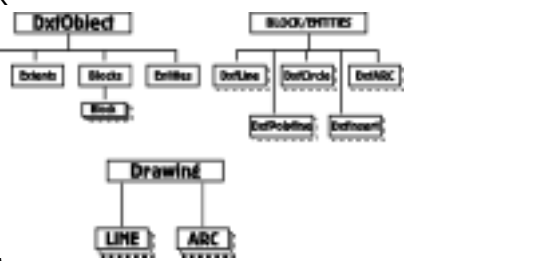 DxfObject
BLOCK/ENTITIES
Extents
Blocks
Entities
DxfLine
DxfCircle
DxfARC
Block
DxfPolyline
DxfInsert
Drawing
LINE
ARC